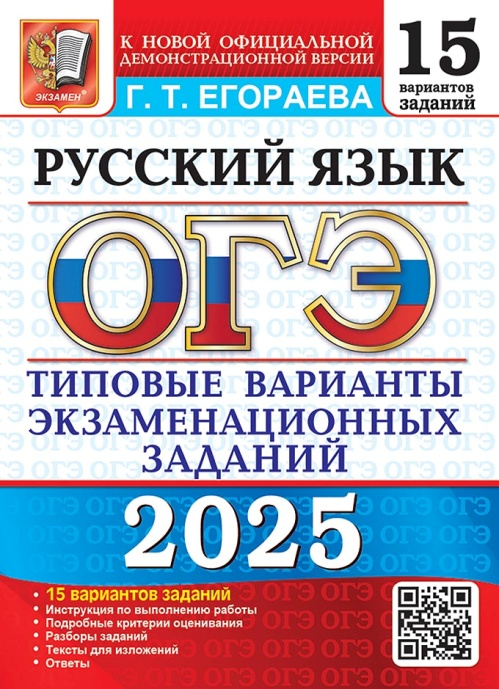 К НОВОЙ ОФИЦИАЛЬНОЙ
ДЕМОНСТРАЦИОННОЙ ВЕРСИИ
15
вариантов
заданий
ЭКЗАМЕН®
Г. Т. ЕГОРАЕВА
РУССКИЙ ЯЗЫК
ОГЭ
ТИПОВЫЕ ВАРИАНТЫ
ЭКЗАМЕНАЦИОННЫХ
ЗАДАНИЙ
2025
• 15 вариантов заданий
• Инструкция по выполнению работы
• Подробные критерии оценивания
• Разборы заданий
• Тексты для изложений
• Ответы